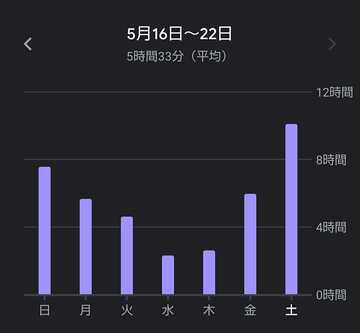 5月16日～22日
5時間33分（平均）
12時間
8時間
4時間
0時間
日 月 火 水 木 金 土